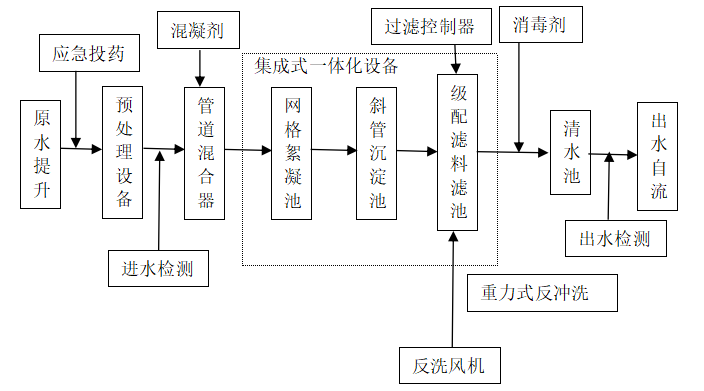 混凝剂
过滤控制器
消毒剂
应急投药
集成式一体化设备
原水提升
预处理设备
管道混合器
网格絮凝池
斜管沉淀池
级配滤料滤池
清水池
出水自流
进水检测
出水检测
重力式反冲洗
反洗风机